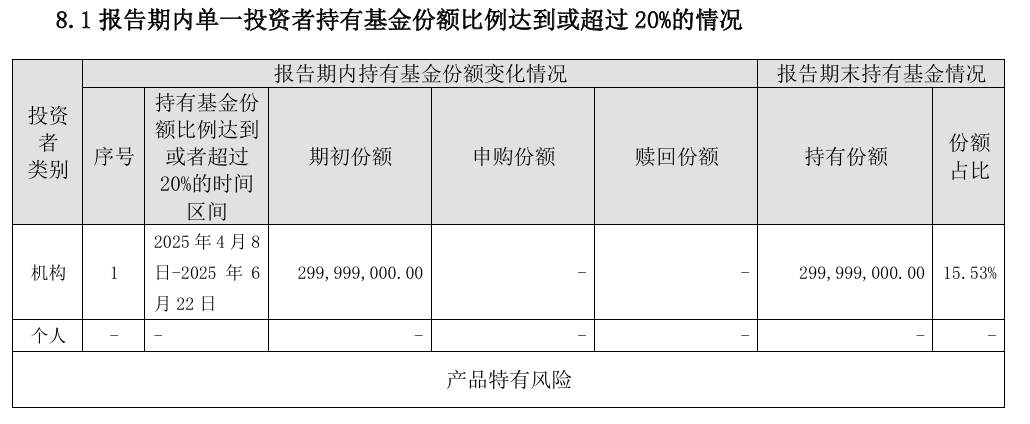 8.1 报告期内单一投资者持有基金份额比例达到或超过 20%的情况
报告期内持有基金份额变化情况 报告期末持有基金情况
投资
者
类别
序号
持有基金份
额比例达到
或者超过
20%的时间
区间
期初份额
申购份额
赎回份额
持有份额
份额
占比
机构
1
2025 年 4 月 8
日-2025 年 6
月 22 日
299,999,000.00 - - 299,999,000.00 15.53%
个人 - - - - - - -
产品特有风险